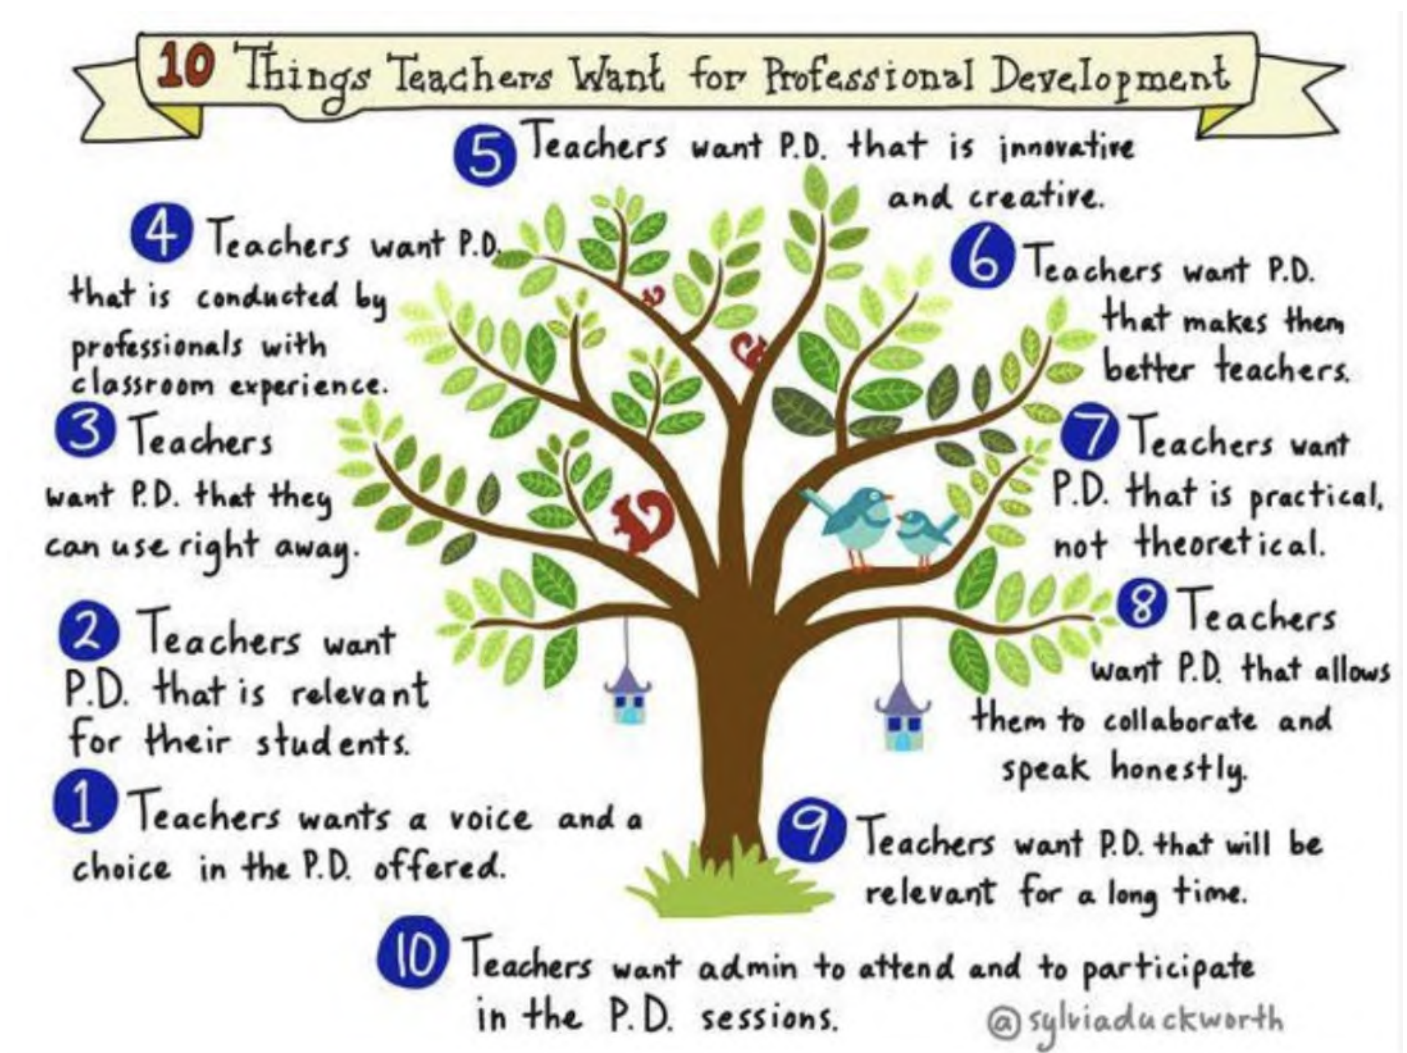 10 Things Teachers Want for Professional Development
1 Teachers wants a voice and a
choice in the P.D. offered.
2 Teachers want
P.D. that is relevant
for their students.
3 Teachers
want P.D. that they
can use right away.
4 Teachers want P.D.
that is conducted by
professionals with
classroom experience.
5 Teachers want P.D. that is innovative
and creative.
6 Teachers want P.D.
that makes them
better teachers.
7 Teachers want
P.D. that is practical,
not theoretical.
8 Teachers
want P.D. that allows
them to collaborate and
speak honestly.
9 Teachers want P.D. that will be
relevant for a long time.
10 Teachers want admin to attend and to participate
in the P.D. sessions.
@sylviaduckworth